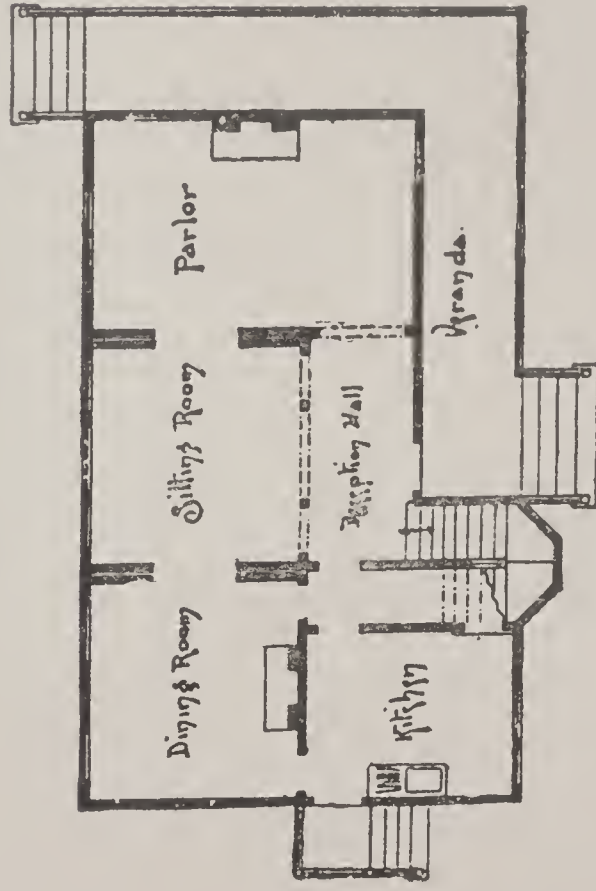 Parlor
Sitting Room
Reception Hall
Veranda.
Dining Room
Kitchen